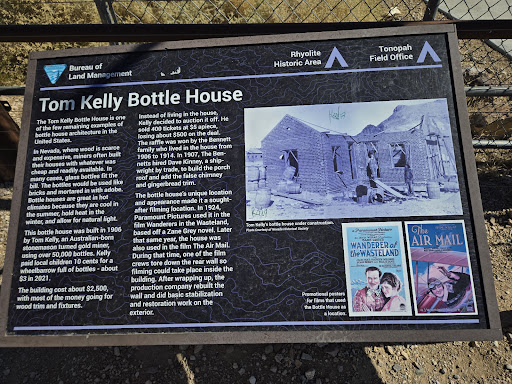 Bureau of
Land Management
Rhyolite
Historic Area
Tonopah
Field Office
Tom Kelly Bottle House
The Tom Kelly Bottle House is one
of the few remaining examples of
bottle house architecture in the
United States.
In Nevada, where wood is scarce
and expensive, miners often built
their houses with whatever was
cheap and readily available. In
many cases, glass bottles fit the
bill. The bottles would be used like
bricks and mortared in with adobe.
Bottle houses are great in hot
climates because they are cool in
the summer, hold heat in the
winter, and allow for natural light.
This bottle house was built in 1906
by Tom Kelly, an Australian-born
stonemason turned gold miner,
using over 50,000 bottles. Kelly
paid local children 10 cents for a
wheelbarrow full of bottles - about
$3 in 2021.
The building cost about $2,500,
with most of the money going for
wood trim and fixtures.
Instead of living in the house,
Kelly decided to auction it off. He
sold 400 tickets at $5 apiece,
losing about $500 on the deal.
The raffle was won by the Bennett
family who lived in the house from
1906 to 1914. In 1907, The Ben-
netts hired Dave Kinney, a ship-
wright by trade, to build the porch
roof and add the false chimney
and gingerbread trim.
The bottle house's unique location
and appearance made it a sought-
after filming location. In 1924,
Paramount Pictures used it in the
film Wanderers in the Wasteland,
based off a Zane Grey novel. Later
that same year, the house was
also used in the film The Air Mail.
During that time, one of the film
crews tore down the rear wall so
filming could take place inside the
building. After wrapping up, the
production company rebuilt the
wall and did basic stabilization
and restoration work on the
exterior.
Tom Kelly's bottle house under construction.
Photo Courtesy of Nevada Historical Society
Promotional posters
for films that used
the Bottle House as
a location.
A Paramount Picture
WANDERER
of the
WASTELAND
The
AIR MAIL